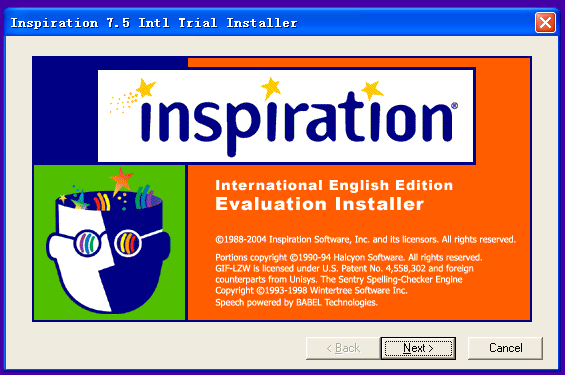 Inspiration 7.5 Intl Trial Installer
inspiration®
International English Edition
Evaluation Installer
©1988-2004 Inspiration Software, Inc. and its licensors. All rights reserved.
Portions copyright ©1990-94 Halcyon Software. All rights reserved.
GIF-LZW is licensed under U.S. Patent No. 4,558,302 and foreign
counterparts from Unisys. The Sentry Spelling-Checker Engine
Copyright ©1993-1998 Wintertree Software Inc.
Speech powered by BABEL Technologies.
< Back Next > Cancel